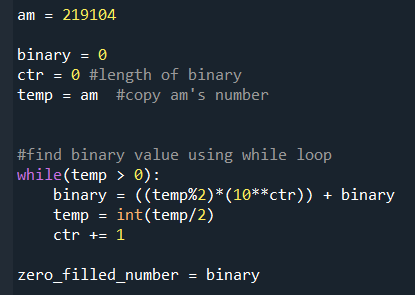 am = 219104
binary = 0
ctr = 0 #length of binary
temp = am  #copy am's number
#find binary value using while loop
while(temp > 0):
    binary = ((temp%2)*(10**ctr)) + binary
    temp = int(temp/2)
    ctr += 1
zero_filled_number = binary